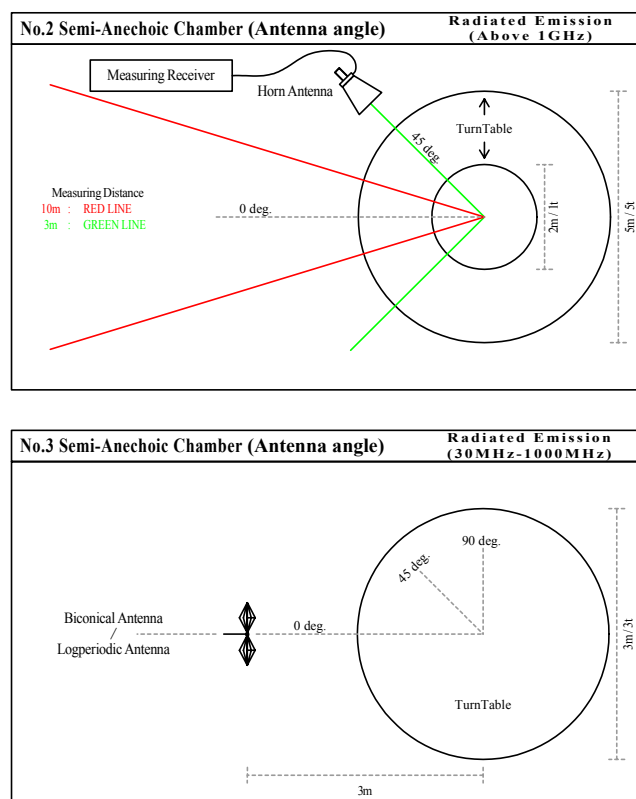 No.2 Semi-Anechoic Chamber (Antenna angle)
Radiated Emission
(Above 1GHz)
Measuring Receiver
Horn Antenna
TurnTable
45 deg.
Measuring Distance
10m : RED LINE
3m : GREEN LINE
0 deg.
2m / 1t
5m / 5t
No.3 Semi-Anechoic Chamber (Antenna angle)
Radiated Emission
(30MHz-1000MHz)
90 deg.
45 deg.
Biconical Antenna
/
Logperiodic Antenna
0 deg.
3m / 3t
TurnTable
3m